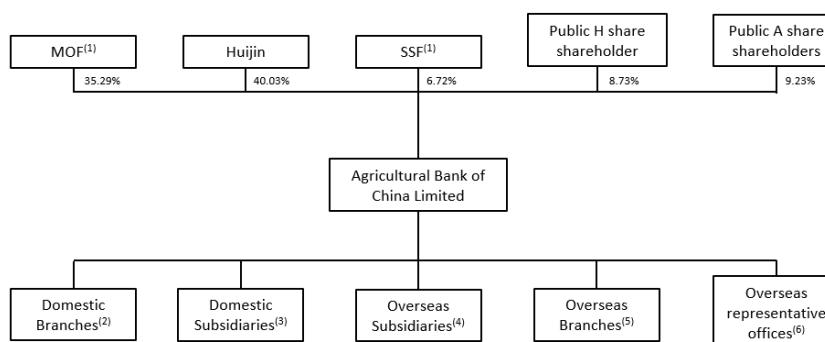 MOF(1)
Huijin
SSF(1)
Public H share
shareholder
Public A share
shareholders
35.29%
40.03%
6.72%
8.73%
9.23%
Agricultural Bank of
China Limited
Domestic
Branches(2)
Domestic
Subsidiaries(3)
Overseas
Subsidiaries(4)
Overseas
Branches(5)
Overseas
representative
offices(6)